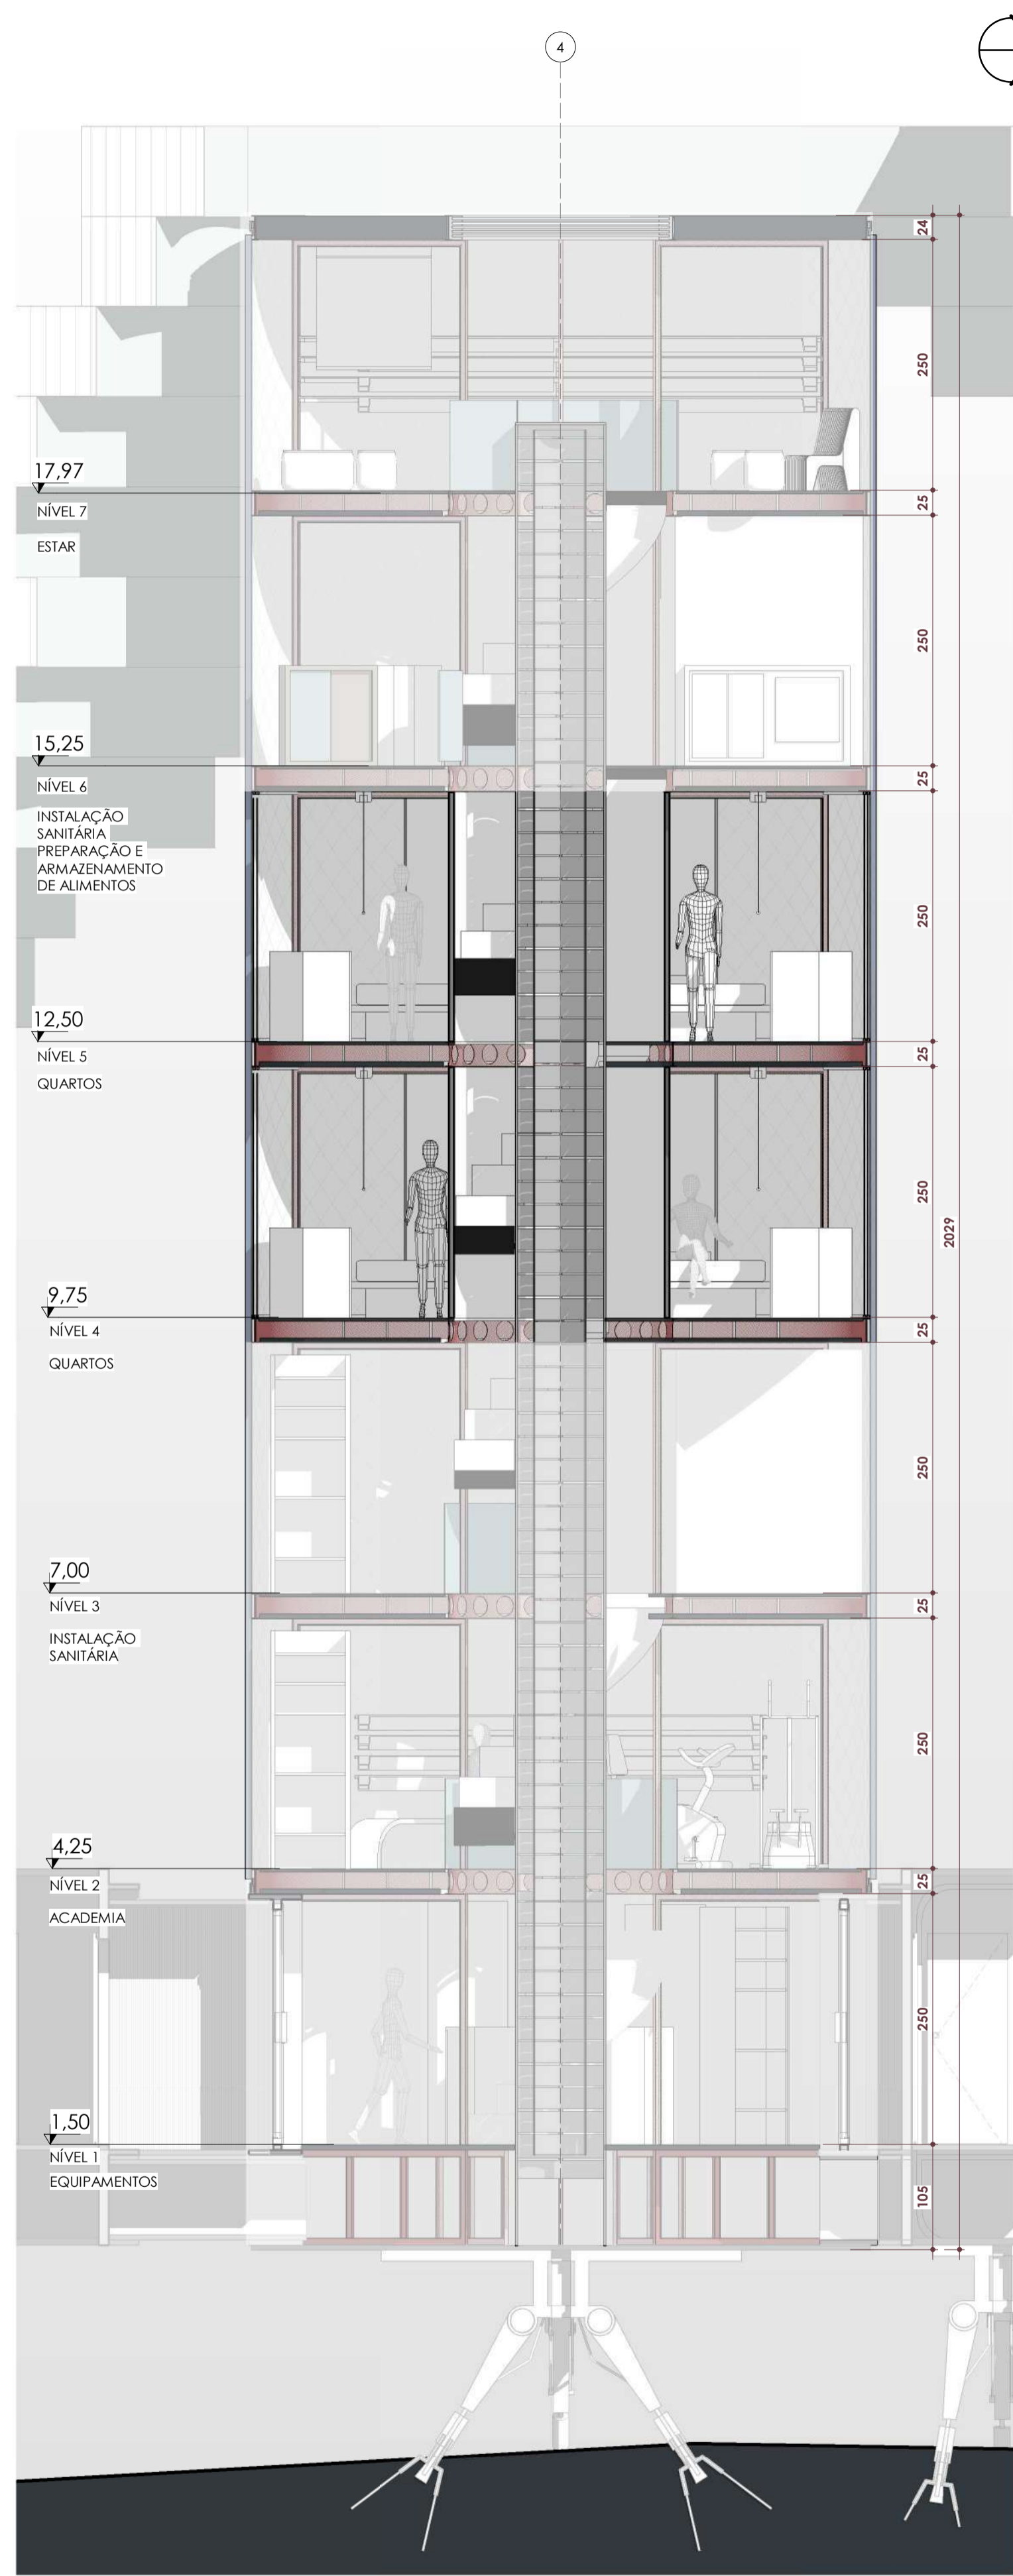 4
24
250
17,97
25
NÍVEL 7
ESTAR
250
15,25
25
NÍVEL 6
INSTALAÇÃO
SANITÁRIA
PREPARAÇÃO E
ARMAZENAMENTO
DE ALIMENTOS
250
12,50
25
NÍVEL 5
QUARTOS
250
2029
9,75
25
NÍVEL 4
QUARTOS
250
7,00
25
NÍVEL 3
INSTALAÇÃO
SANITÁRIA
250
4,25
25
NÍVEL 2
ACADEMIA
250
1,50
NÍVEL 1
EQUIPAMENTOS
105